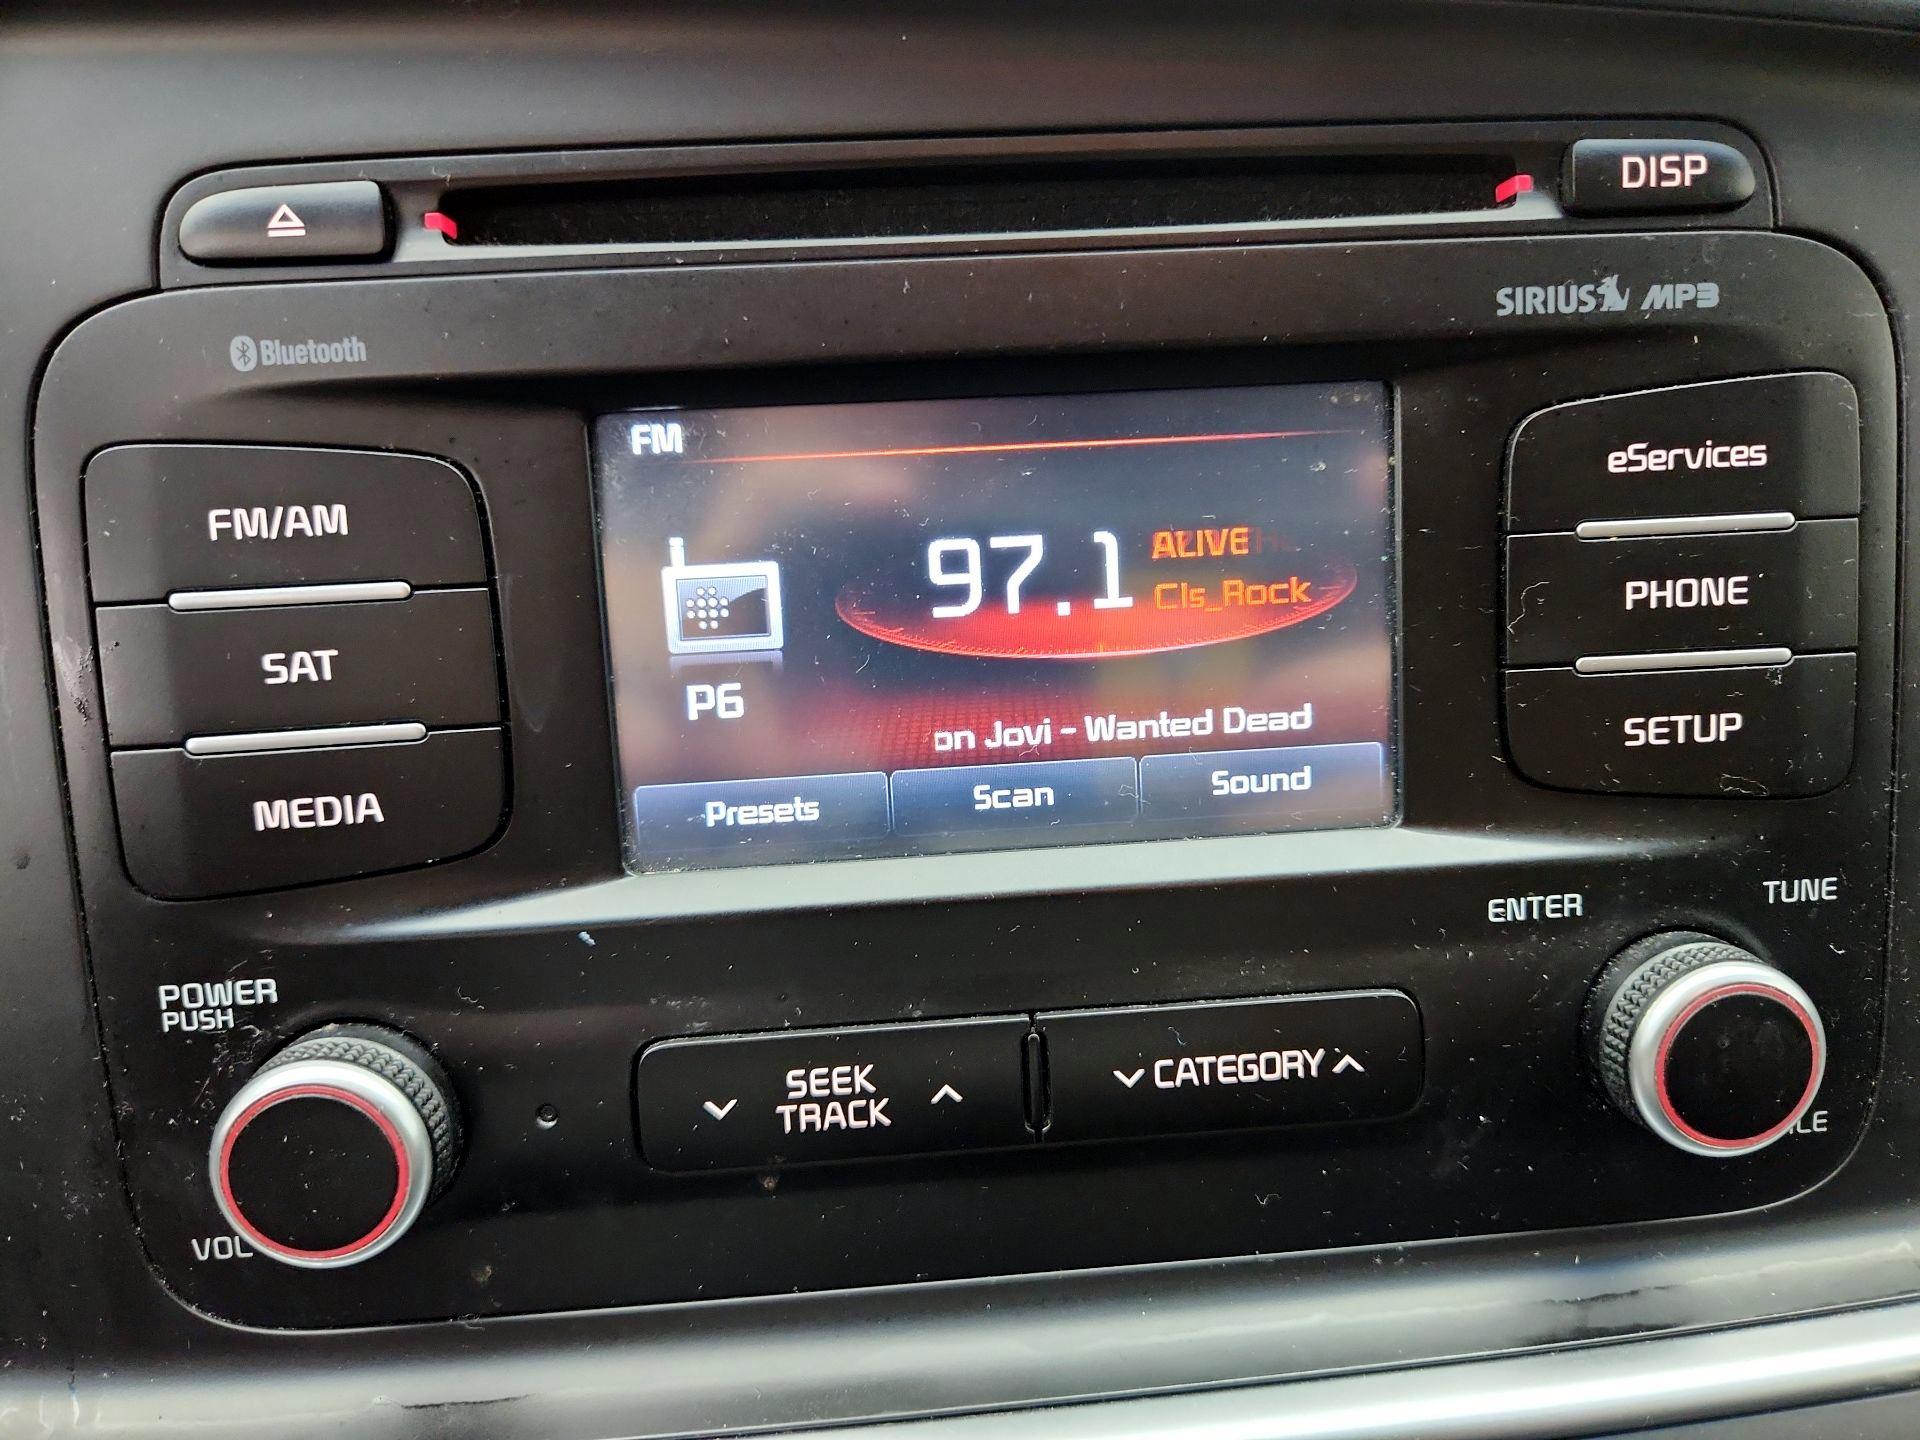 DISP
Bluetooth
SIRIUS MP3
FM/AM
SAT
MEDIA
FM
97.1
ALIVE
Cls_Rock
P6
on Jovi - Wanted Dead
Presets
Scan
Sound
eServices
PHONE
SETUP
POWER
PUSH
VOL
SEEK
TRACK
CATEGORY
ENTER
TUNE